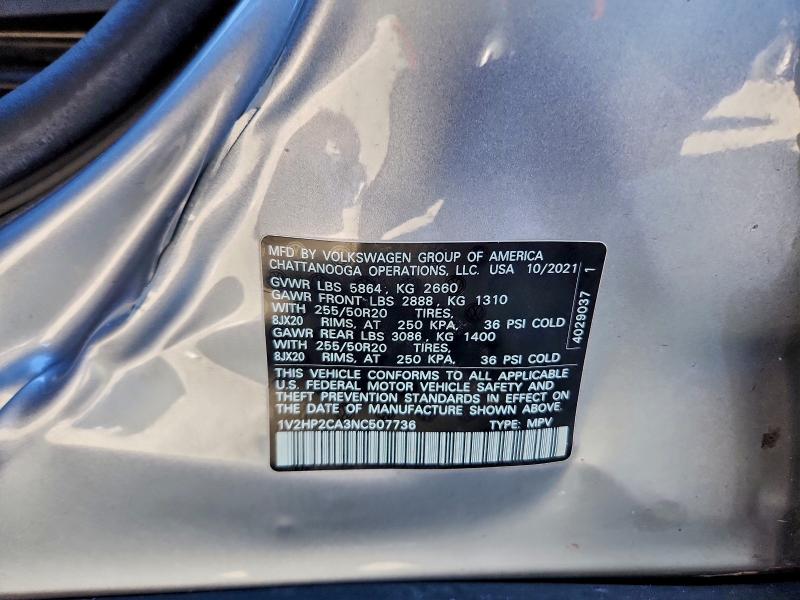 MFD BY VOLKSWAGEN GROUP OF AMERICA
CHATTANOOGA OPERATIONS, LLC. USA 10/2021
GVWR LBS 5864 , KG 2660
GAWR FRONT LBS 2888 , KG 1310
WITH 255/50R20 TIRES,
8JX20 RIMS, AT 250 KPA, 36 PSI COLD
GAWR REAR LBS 3086 , KG 1400
WITH 255/50R20 TIRES,
8JX20 RIMS, AT 250 KPA, 36 PSI COLD
4029037 1
THIS VEHICLE CONFORMS TO ALL APPLICABLE
U.S. FEDERAL MOTOR VEHICLE SAFETY AND
THEFT PREVENTION STANDARDS IN EFFECT ON
THE DATE OF MANUFACTURE SHOWN ABOVE.
1V2HP2CA3NC507736 TYPE: MPV